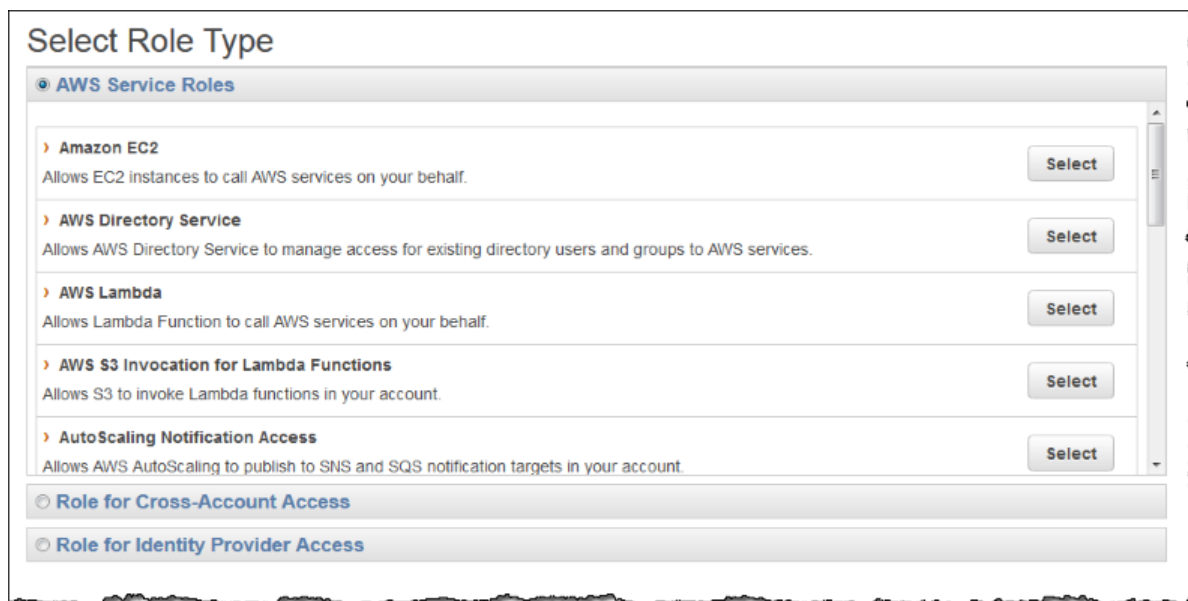 Select Role Type
AWS Service Roles
Amazon EC2
Select
Allows EC2 instances to call AWS services on your behalf.
AWS Directory Service
Select
Allows AWS Directory Service to manage access for existing directory users and groups to AWS services.
AWS Lambda
Select
Allows Lambda Function to call AWS services on your behalf.
AWS S3 Invocation for Lambda Functions
Select
Allows S3 to invoke Lambda functions in your account.
AutoScaling Notification Access
Select
Allows AWS AutoScaling to publish to SNS and SQS notification targets in your account.
Role for Cross-Account Access
Role for Identity Provider Access